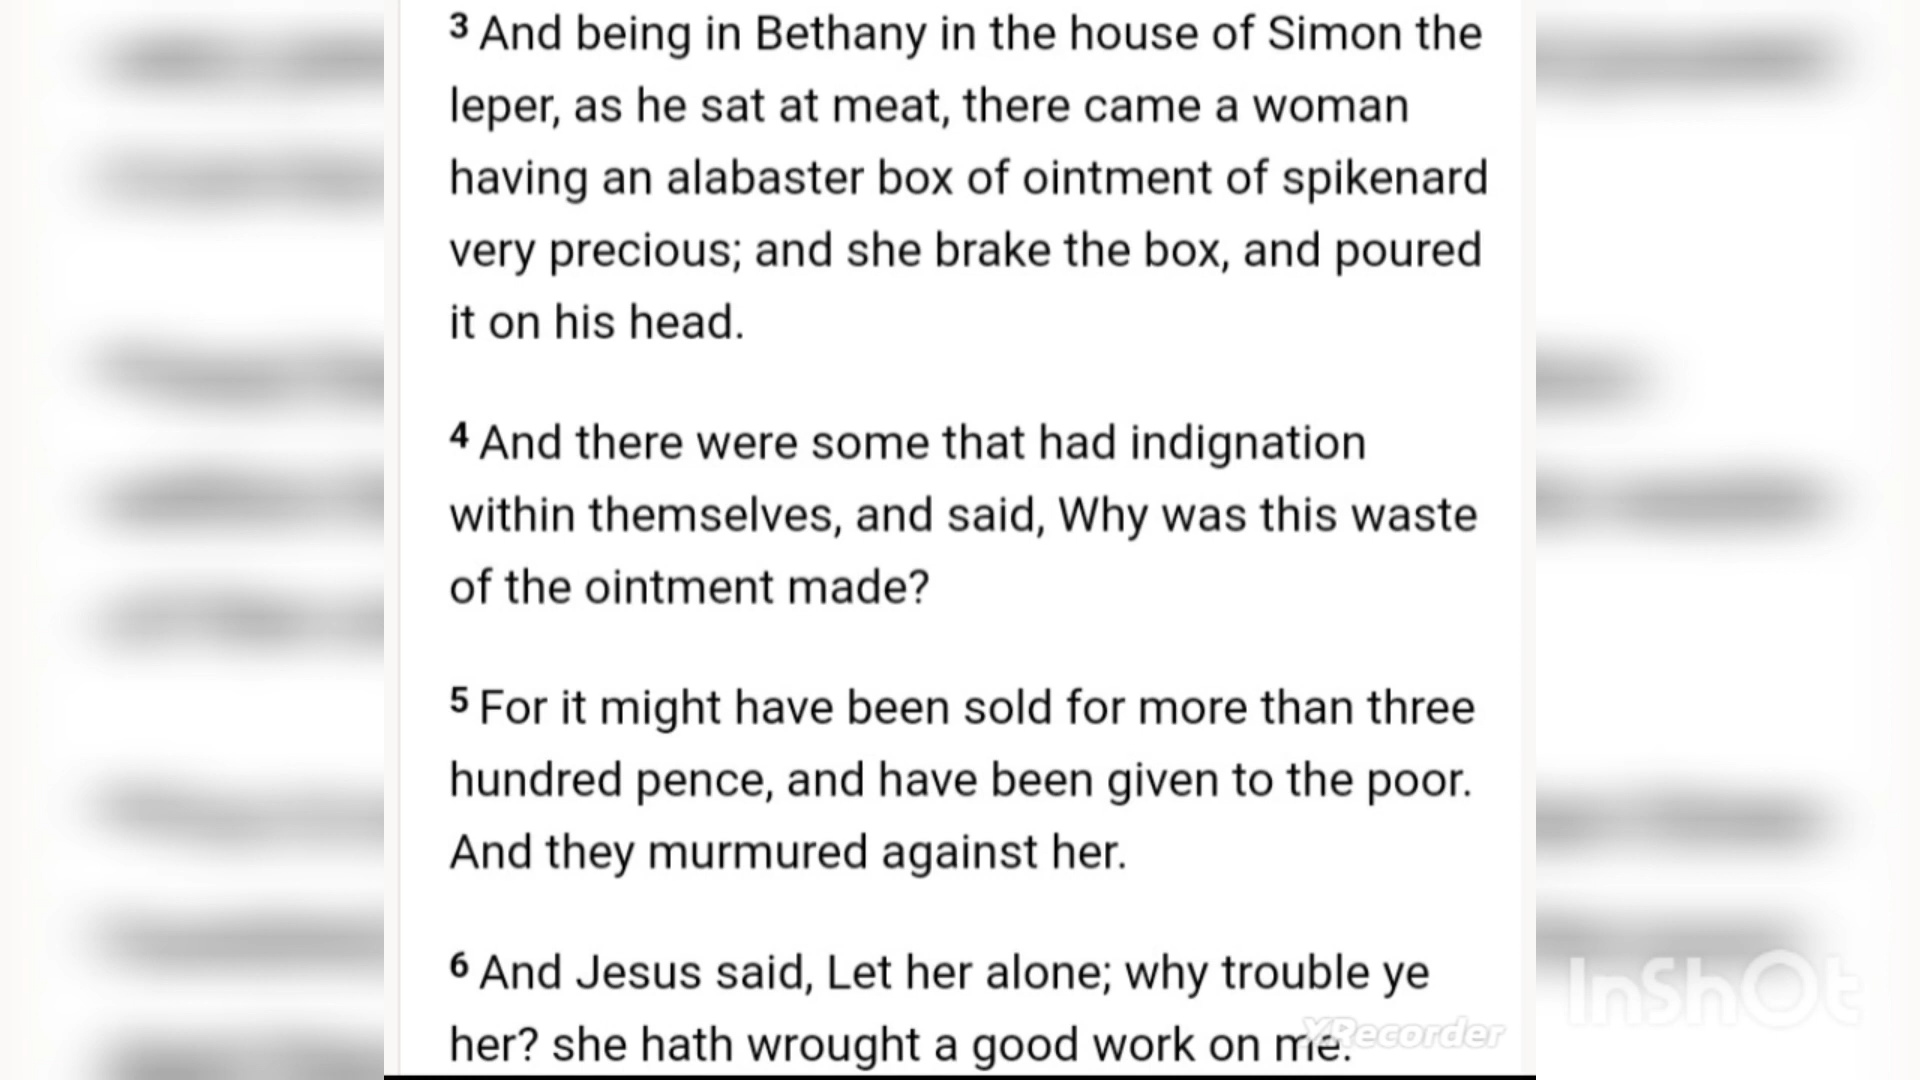 3 And being in Bethany in the house of Simon the
leper, as he sat at meat, there came a woman
having an alabaster box of ointment of spikenard
very precious; and she brake the box, and poured
it on his head.
4 And there were some that had indignation
within themselves, and said, Why was this waste
of the ointment made?
5 For it might have been sold for more than three
hundred pence, and have been given to the poor.
And they murmured against her.
6 And Jesus said, Let her alone; why trouble ye
her? she hath wrought a good work on me.
XRecorder
InShOt